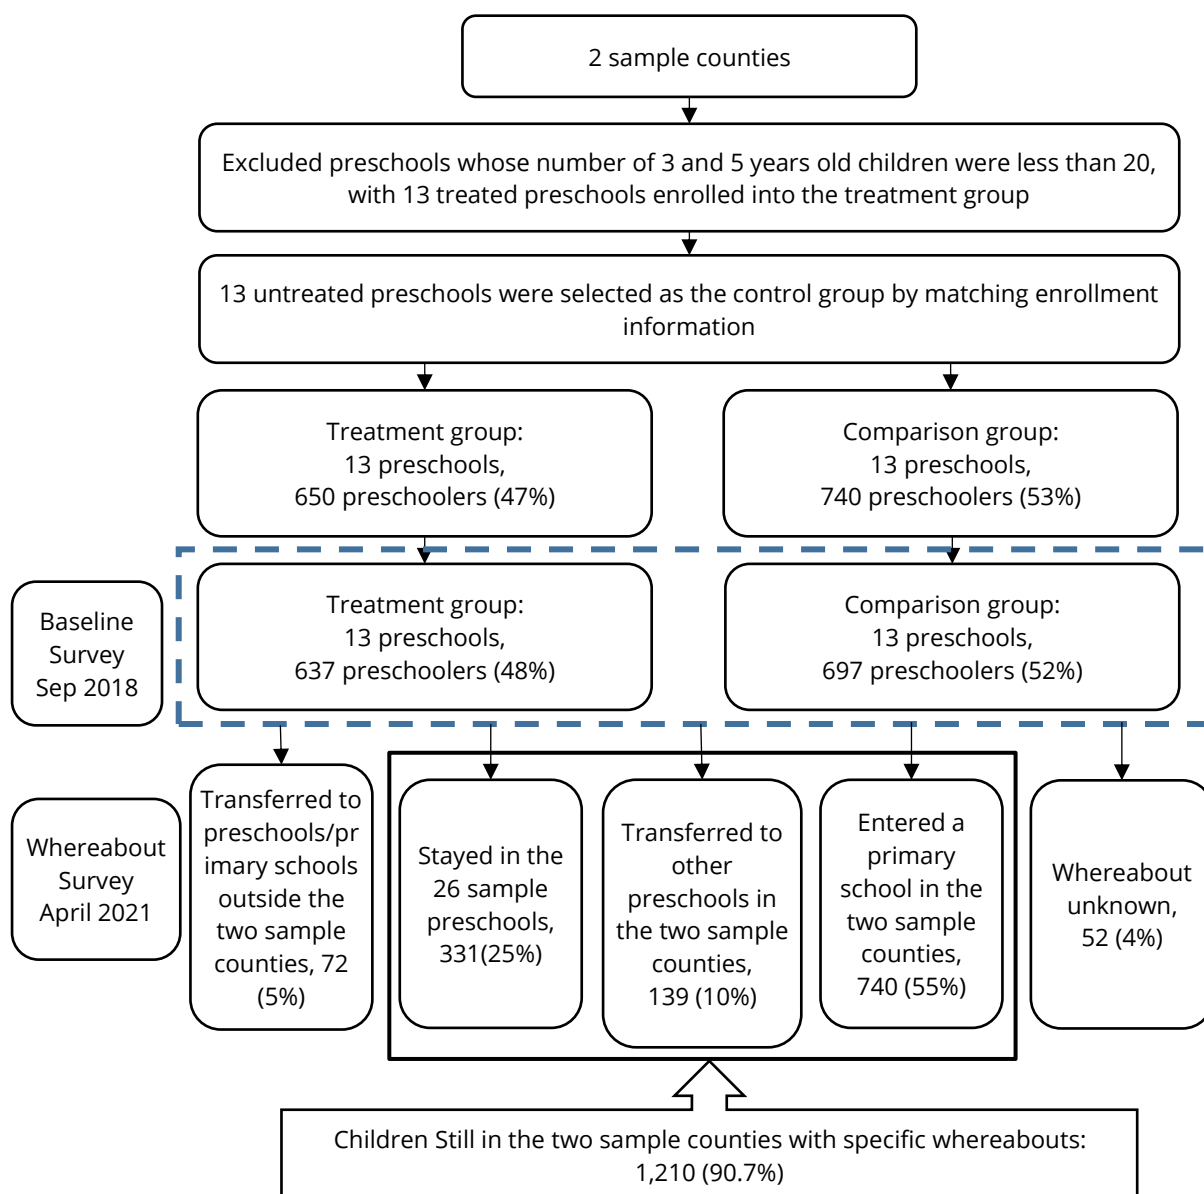 2 sample counties
Excluded preschools whose number of 3 and 5 years old children were less than 20,
with 13 treated preschools enrolled into the treatment group
13 untreated preschools were selected as the control group by matching enrollment
information
Treatment group:
13 preschools,
650 preschoolers (47%)
Comparison group:
13 preschools,
740 preschoolers (53%)
Baseline
Survey
Sep 2018
Treatment group:
13 preschools,
637 preschoolers (48%)
Comparison group:
13 preschools,
697 preschoolers (52%)
Whereabout
Survey
April 2021
Transferred to
preschools/pr
imary schools
outside the
two sample
counties, 72
(5%)
Stayed in the
26 sample
preschools,
331(25%)
Transferred to
other
preschools in
the two sample
counties,
139 (10%)
Entered a
primary
school in the
two sample
counties,
740 (55%)
Whereabout
unknown,
52 (4%)
Children Still in the two sample counties with specific whereabouts:
1,210 (90.7%)